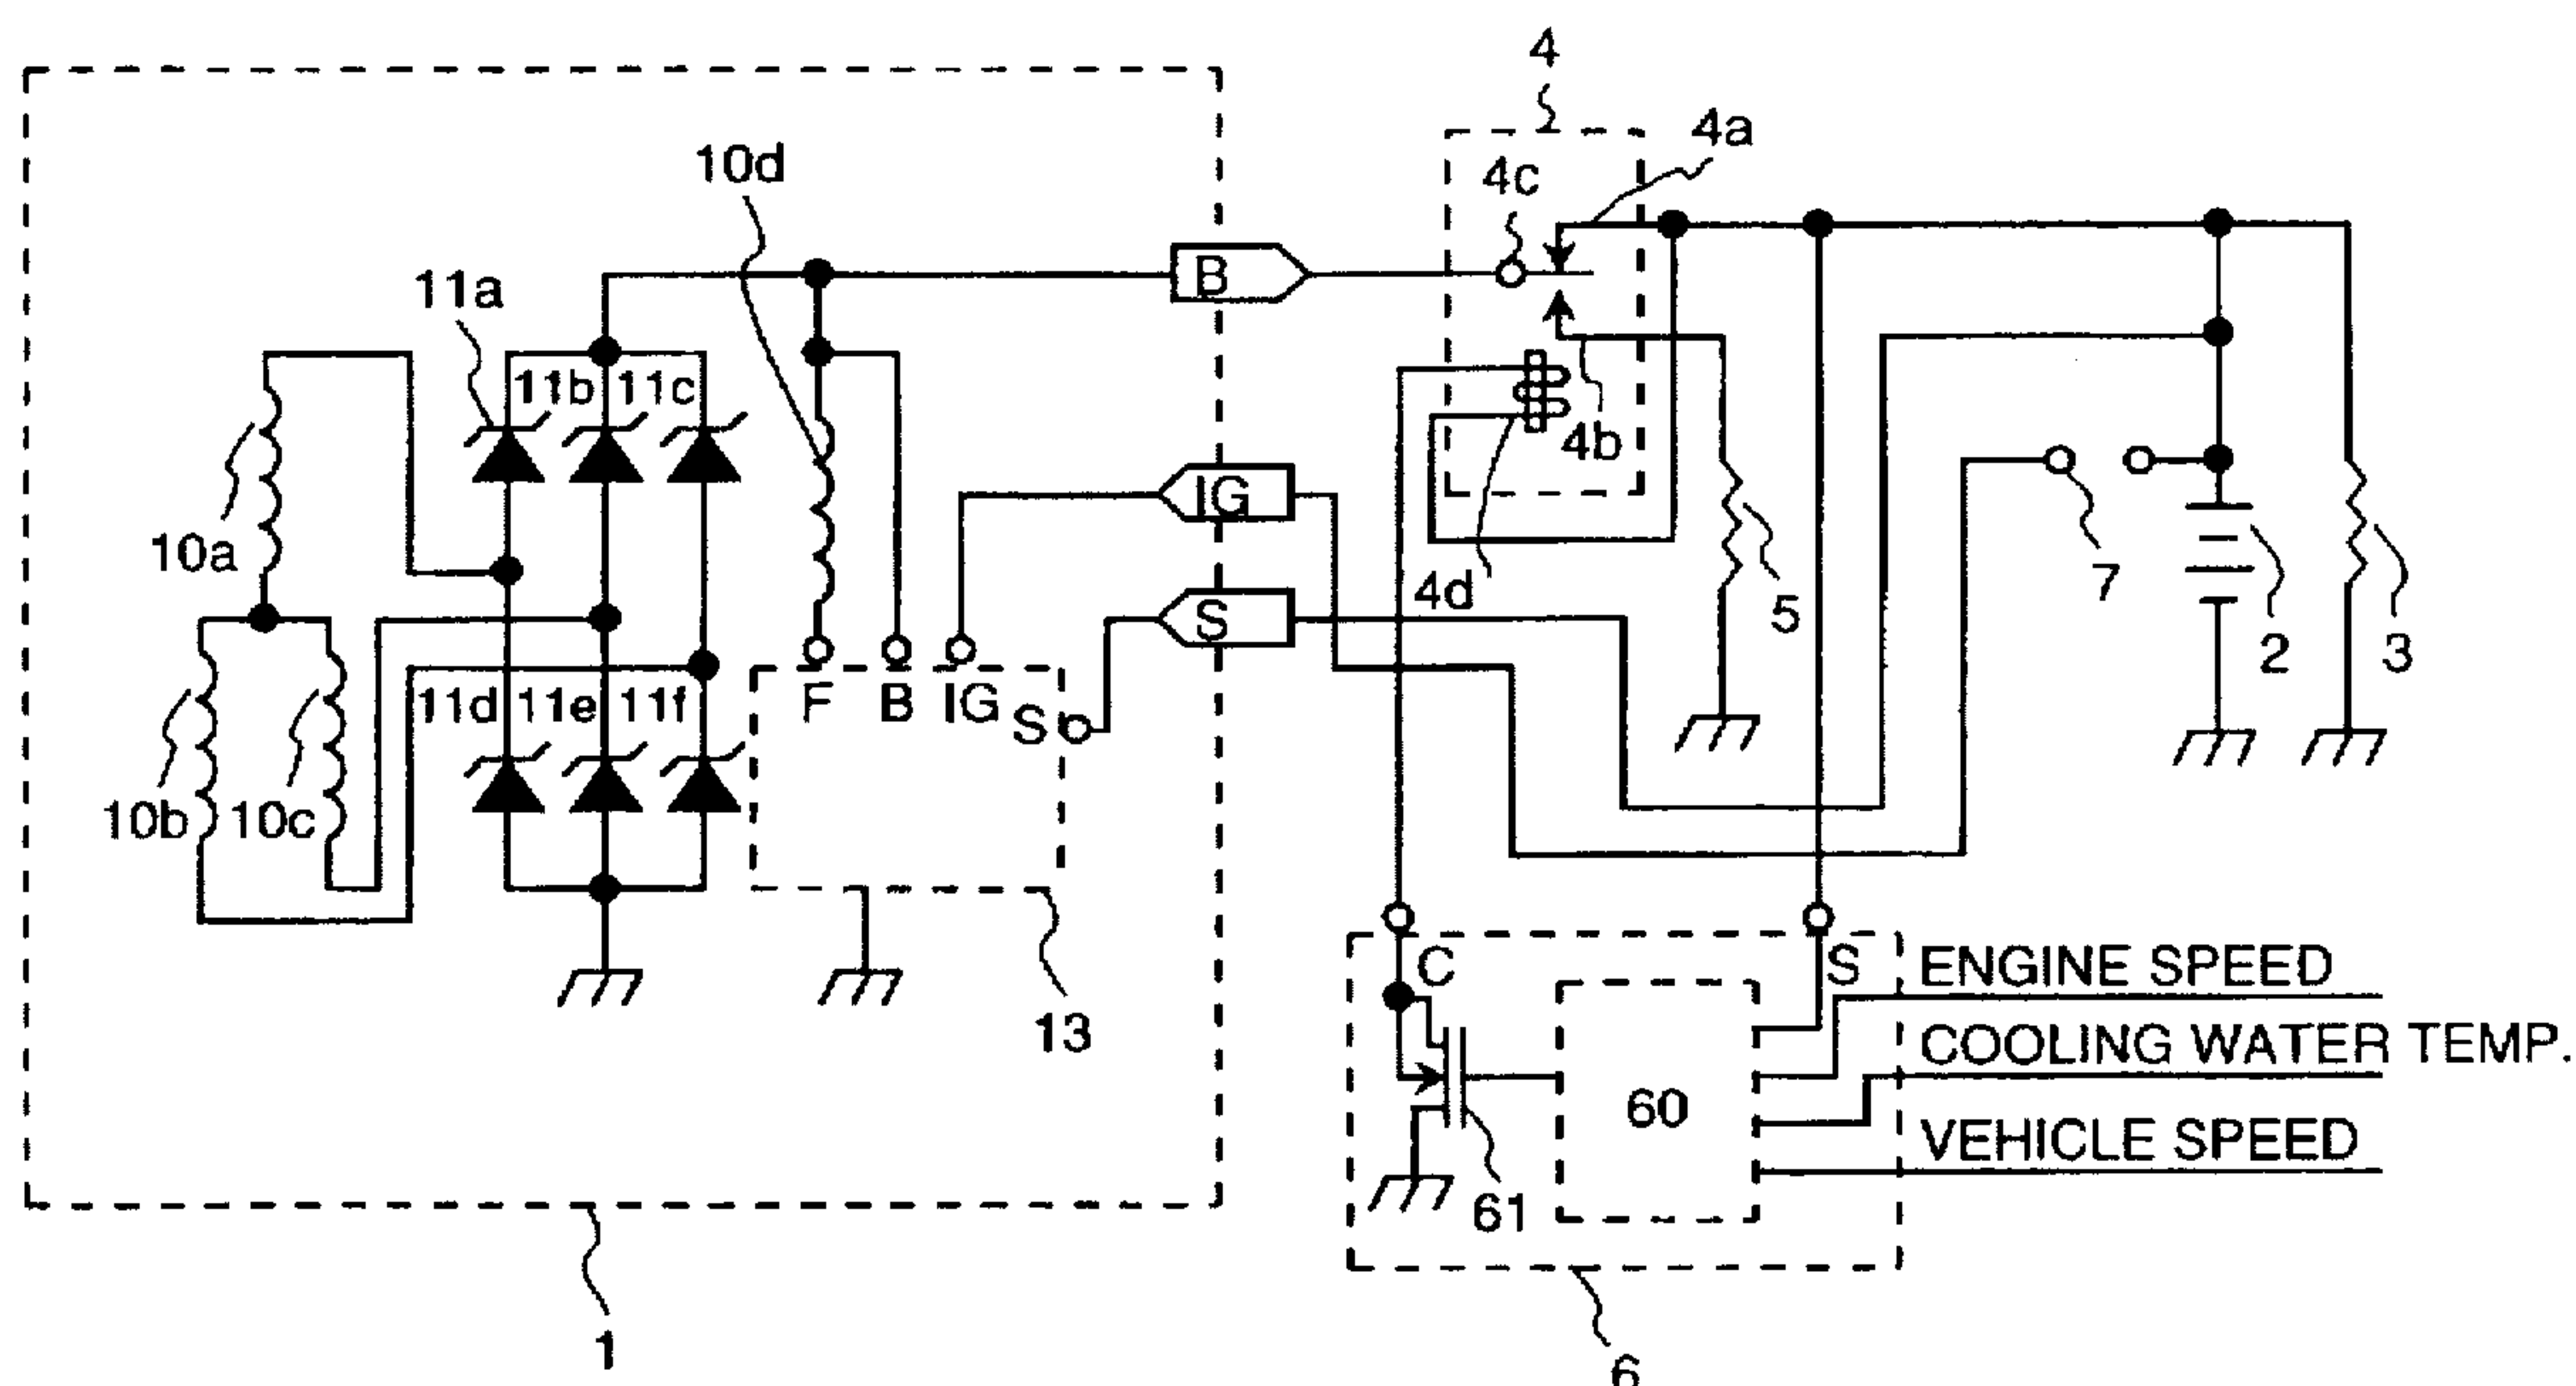 4
4a
4c
10d
B
11a
11b 11c
4b
IG
10a
4d
7
5
S
2
3
11d 11e 11f
F B IG
S
10b 10c
C
S
ENGINE SPEED
13
COOLING WATER TEMP.
60
VEHICLE SPEED
61
1
6